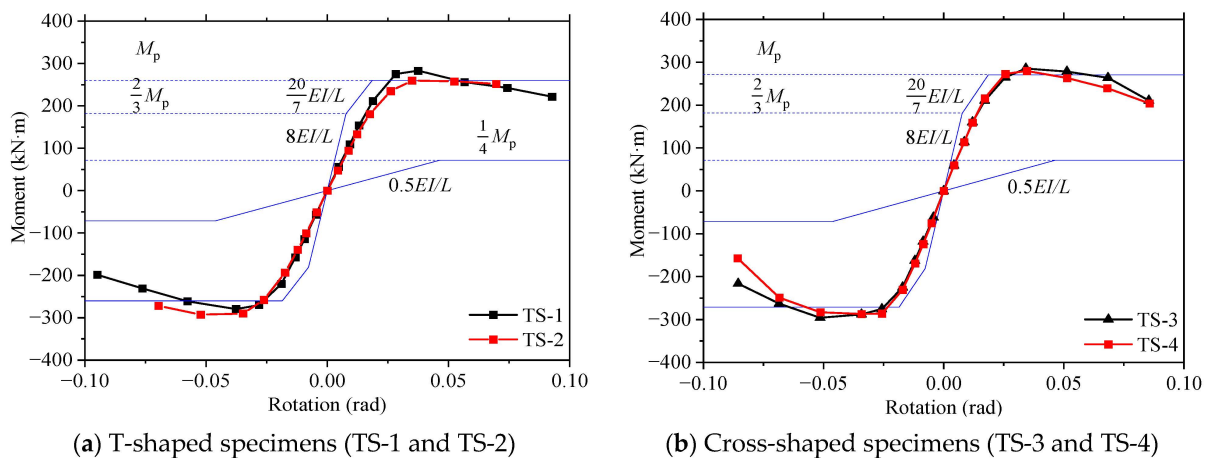 400
300
200
100
0
−100
−200
−300
−400
Moment (kN·m)
Mp
2/3 Mp
20/7 EI/L
8EI/L
1/4 Mp
0.5EI/L
TS-1
TS-2
−0.10
−0.05
0.00
0.05
0.10
Rotation (rad)
(a) T-shaped specimens (TS-1 and TS-2)
400
300
200
100
0
−100
−200
−300
−400
Moment (kN·m)
Mp
2/3 Mp
20/7 EI/L
8EI/L
1/4 Mp
0.5EI/L
TS-3
TS-4
−0.10
−0.05
0.00
0.05
0.10
Rotation (rad)
(b) Cross-shaped specimens (TS-3 and TS-4)